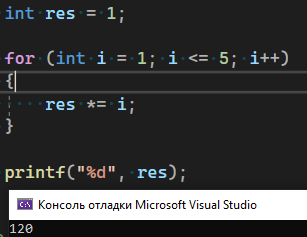 int res = 1;
for (int i = 1; i <= 5; i++)
{
res *= i;
}
printf("%d", res);
C:\ Консоль отладки Microsoft Visual Studio
120